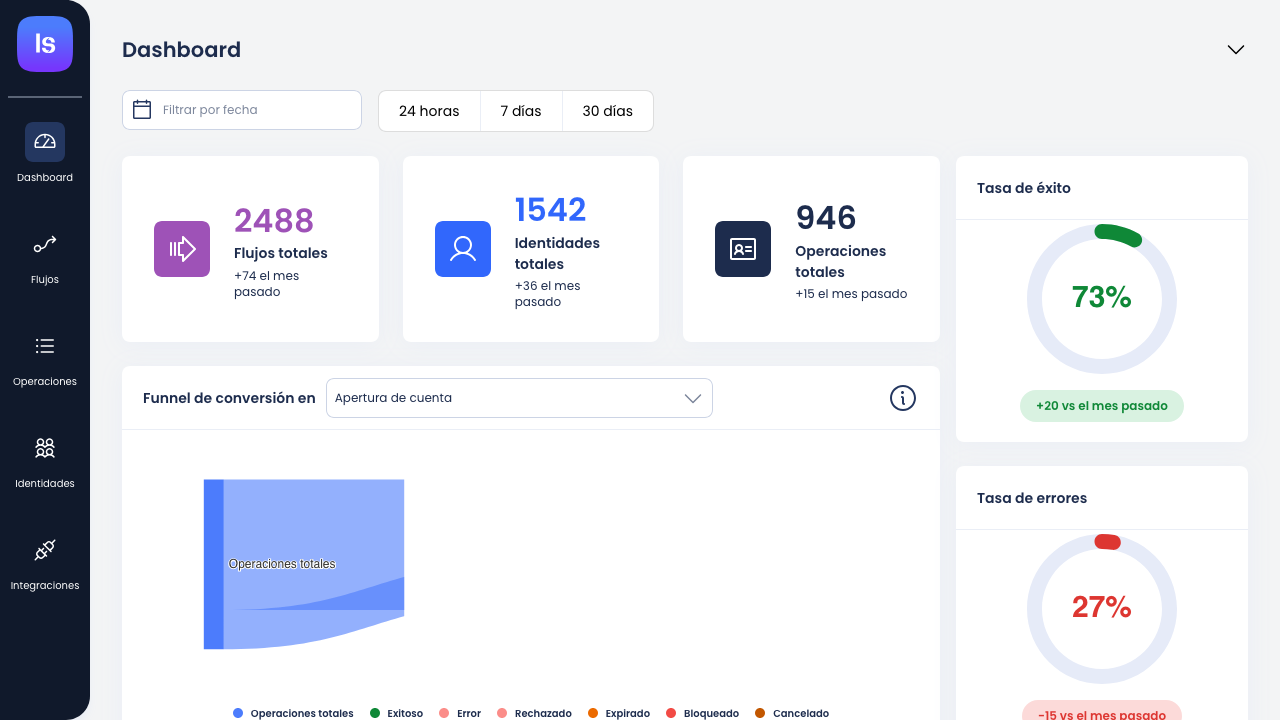 Is
Dashboard
Flujos
Operaciones
Identidades
Integraciones
Dashboard
Filtrar por fecha
24 horas
7 días
30 días
2488
Flujos totales
+74 el mes
pasado
1542
Identidades
totales
+36 el mes
pasado
946
Operaciones
totales
+15 el mes pasado
Tasa de éxito
73%
+20 vs el mes pasado
Funnel de conversión en
Apertura de cuenta
Operaciones totales
Operaciones totales
Exitoso
Error
Rechazado
Expirado
Bloqueado
Cancelado
Tasa de errores
27%
-15 vs el mes pasado